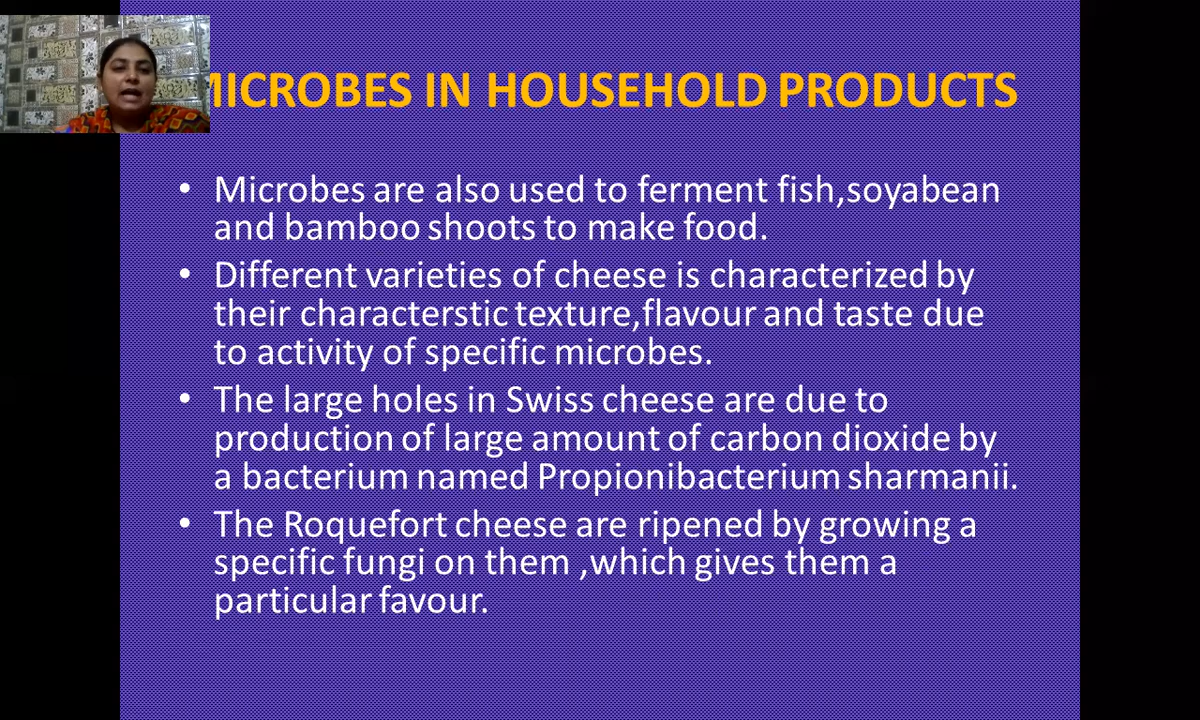 MICROBES IN HOUSEHOLD PRODUCTS
• Microbes are also used to ferment fish,soyabean
and bamboo shoots to make food.
• Different varieties of cheese is characterized by
their characterstic texture,flavour and taste due
to activity of specific microbes.
• The large holes in Swiss cheese are due to
production of large amount of carbon dioxide by
a bacterium named Propionibacterium sharmanii.
• The Roquefort cheese are ripened by growing a
specific fungi on them ,which gives them a
particular favour.